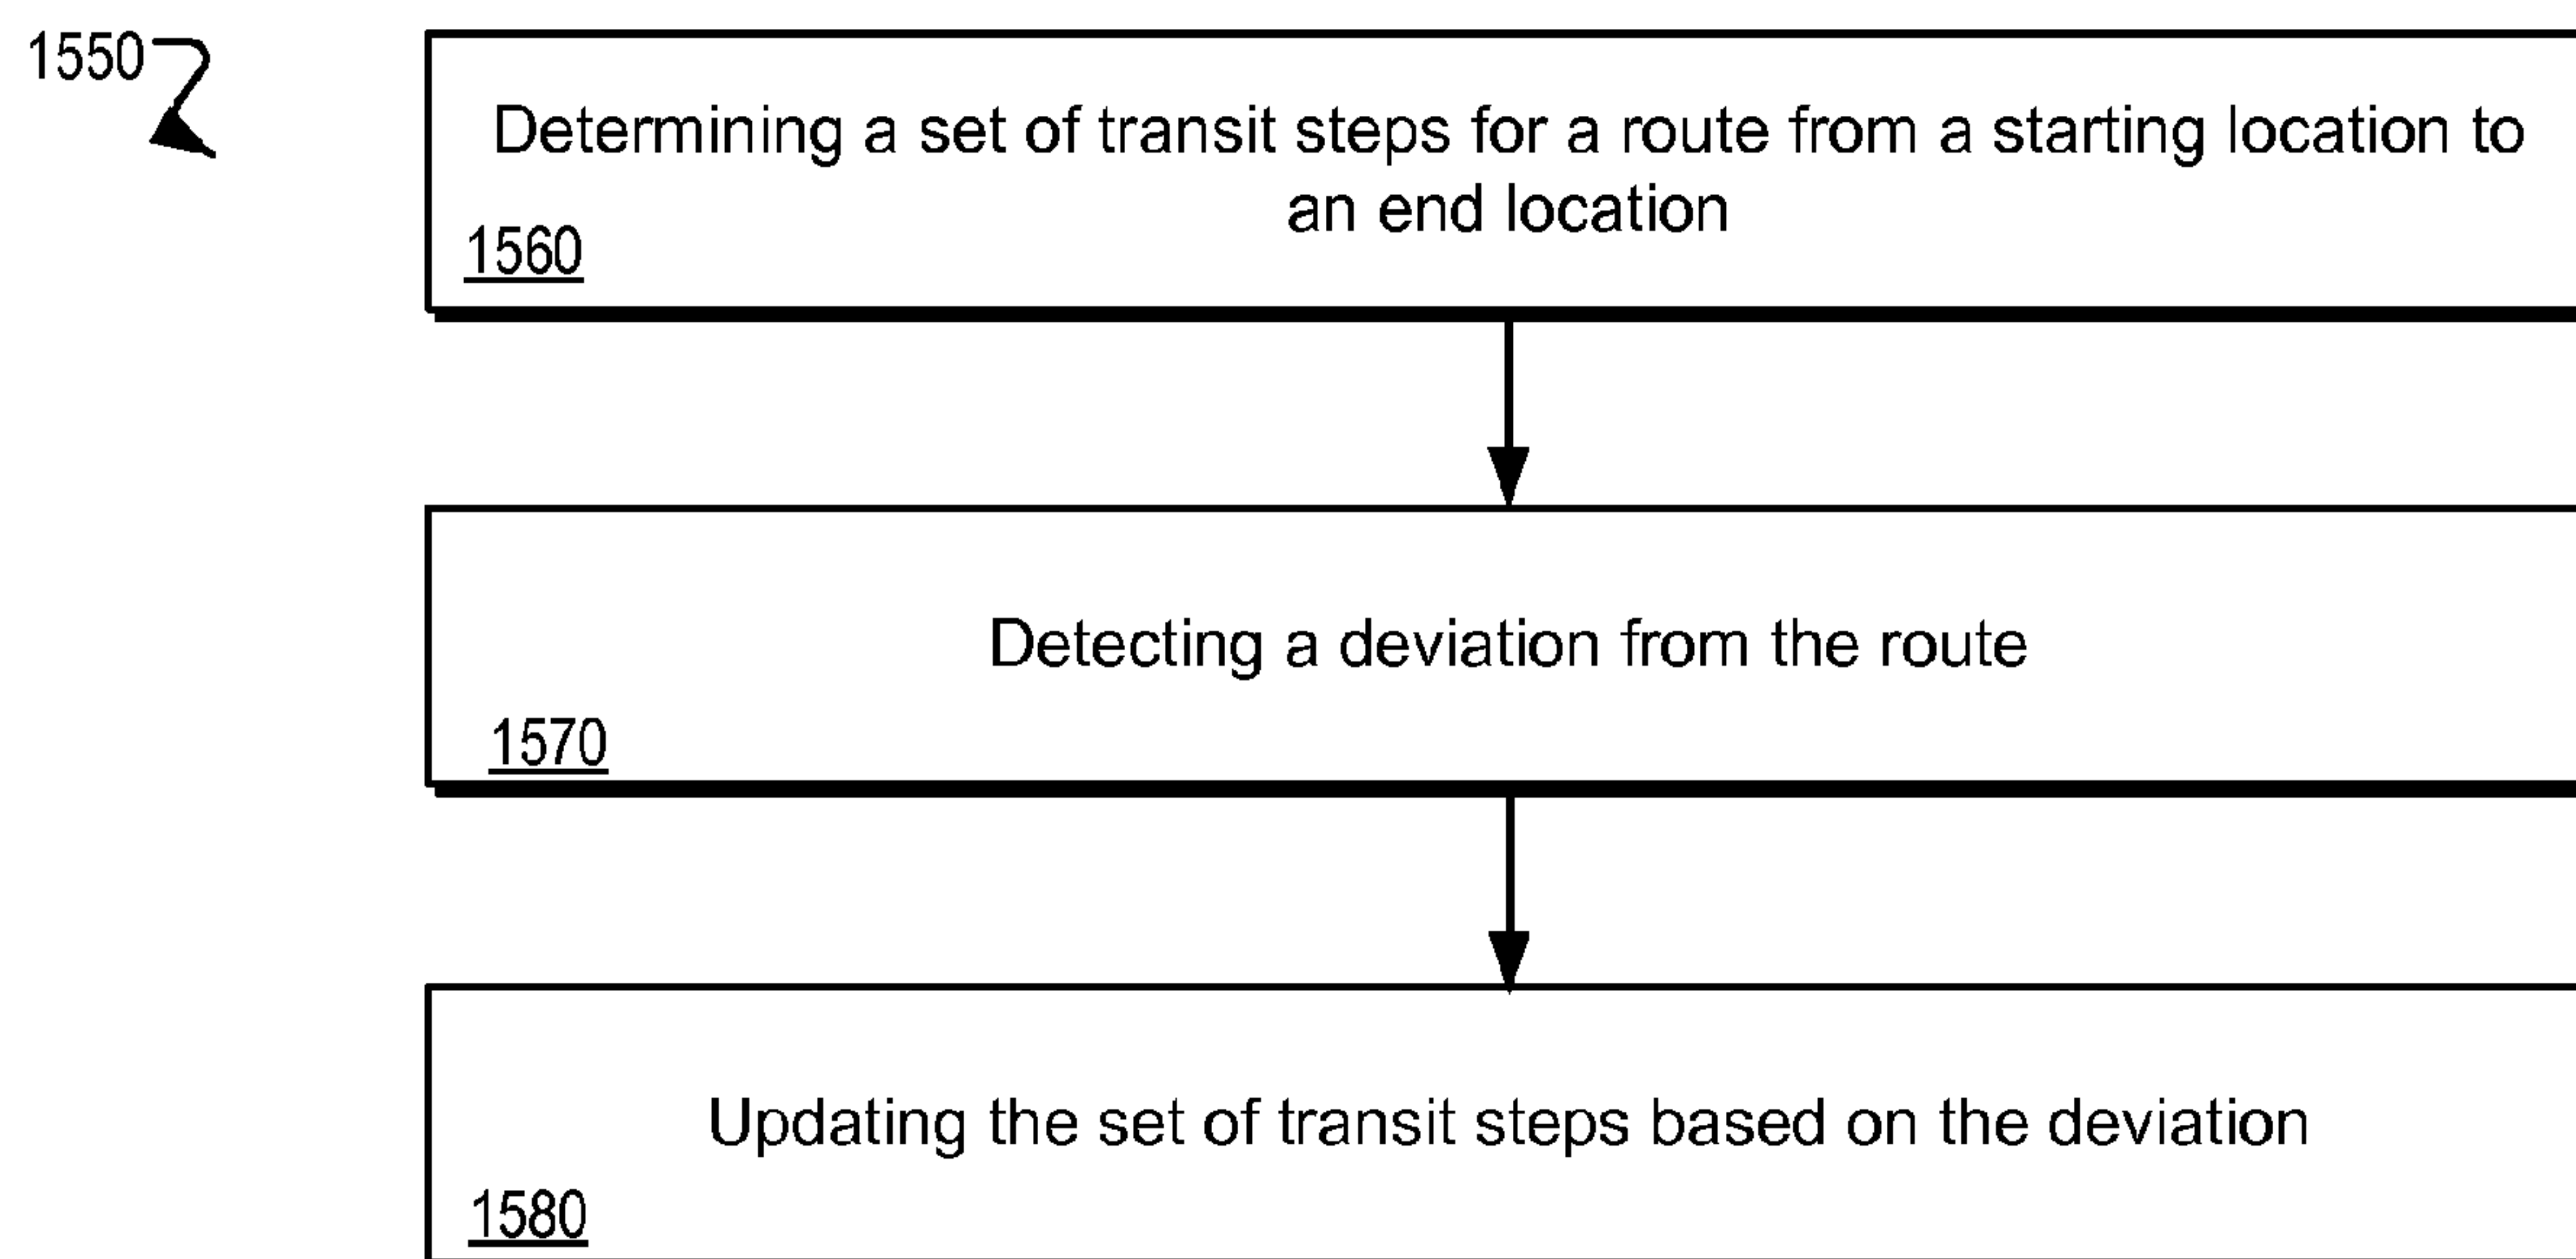 1550
Determining a set of transit steps for a route from a starting location to
an end location
1560
Detecting a deviation from the route
1570
Updating the set of transit steps based on the deviation
1580